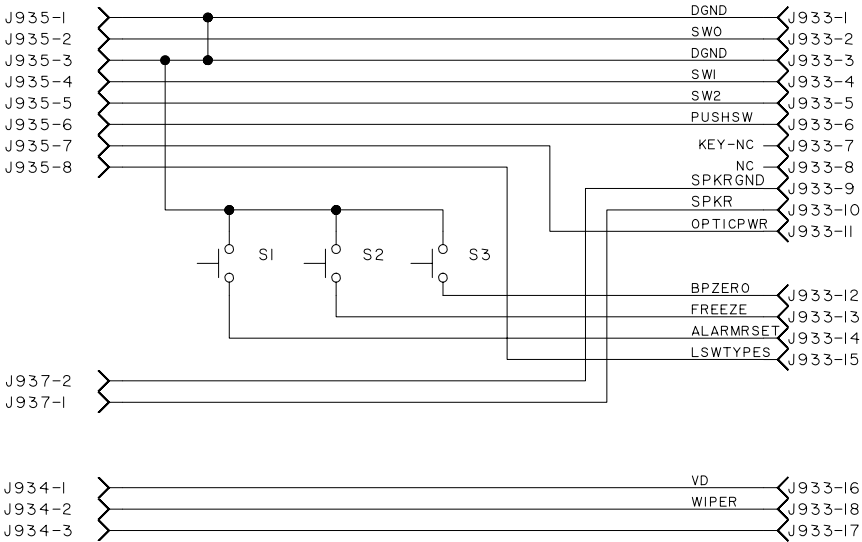 J935-1 DGND J933-1
J935-2 SW0 J933-2
J935-3 DGND J933-3
J935-4 SW1 J933-4
J935-5 SW2 J933-5
J935-6 PUSHSW J933-6
J935-7 KEY-NC J933-7
J935-8 NC J933-8
SPKRGND J933-9
SPKR J933-10
OPTICPWR J933-11
S1 S2 S3
BPZERO J933-12
FREEZE J933-13
ALARMRSET J933-14
LSWTYPES J933-15
J937-2
J937-1
J934-1 VD J933-16
J934-2 WIPER J933-18
J934-3 J933-17